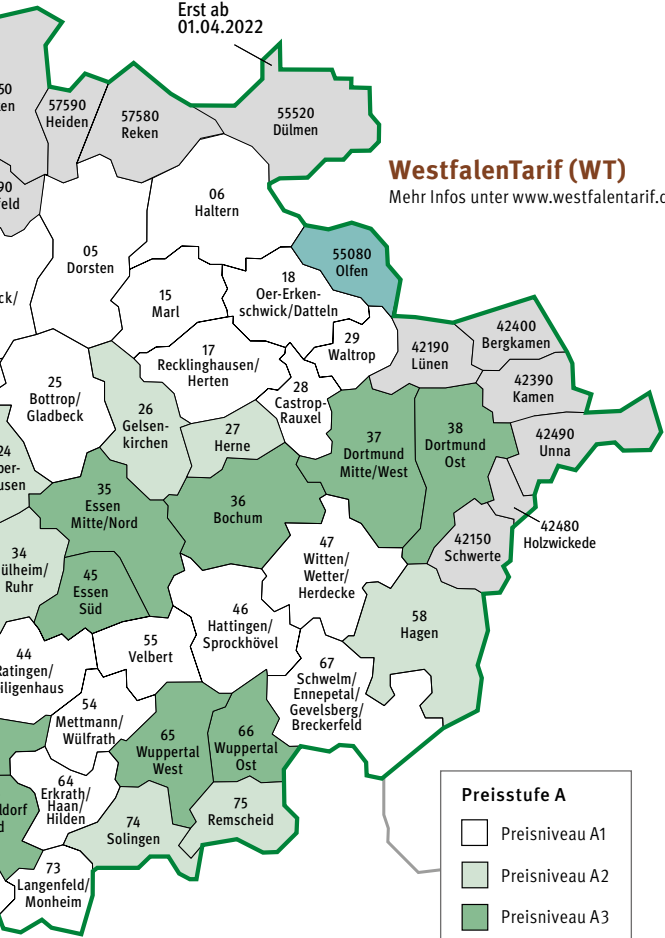 Erst ab
01.04.2022
57590
Heiden
57580
Reken
55520
Dülmen
WestfalenTarif (WT)
Mehr Infos unter www.westfalentarif.
06
Haltern
05
Dorsten
55080
Olfen
15
Marl
18
Oer-Erken-
schwick/Datteln
29
Waltrop
42190
Lünen
42400
Bergkamen
42390
Kamen
42490
Unna
17
Recklinghausen/
Herten
28
Castrop-
Rauxel
25
Bottrop/
Gladbeck
26
Gelsen-
kirchen
27
Herne
37
Dortmund
Mitte/West
38
Dortmund
Ost
35
Essen
Mitte/Nord
36
Bochum
42480
Holzwickede
42150
Schwerte
47
Witten/
Wetter/
Herdecke
34
ülheim/
Ruhr
45
Essen
Süd
46
Hattingen/
Sprockhövel
58
Hagen
44
Ratingen/
iligenhaus
55
Velbert
67
Schwelm/
Ennepetal/
Gevelsberg/
Breckerfeld
54
Mettmann/
Wülfrath
65
Wuppertal
West
66
Wuppertal
Ost
64
Erkrath/
Haan/
Hilden
74
Solingen
75
Remscheid
73
Langenfeld/
Monheim
Preisstufe A
Preisniveau A1
Preisniveau A2
Preisniveau A3